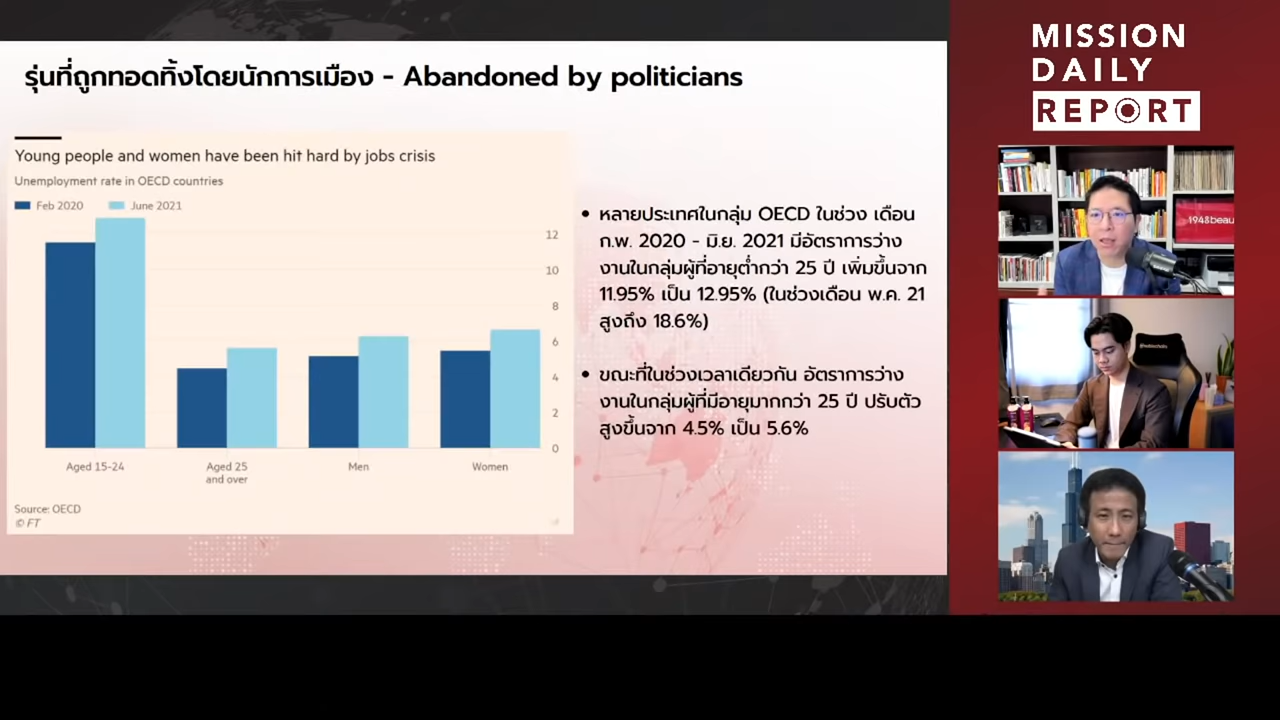 รุ่นที่ถูกทอดทิ้งโดยนักการเมือง - Abandoned by politicians
Young people and women have been hit hard by jobs crisis
Unemployment rate in OECD countries
Feb 2020
June 2021
12
10
8
6
4
2
0
Aged 15-24
Aged 25
and over
Men
Women
Source: OECD
© FT
• หลายประเทศในกลุ่ม OECD ในช่วง เดือน
ก.พ. 2020 - มิ.ย. 2021 มีอัตราการว่าง
งานในกลุ่มผู้ที่อายุต่ำกว่า 25 ปี เพิ่มขึ้นจาก
11.95% เป็น 12.95% (ในช่วงเดือน พ.ค. 21
สูงถึง 18.6%)
• ขณะที่ในช่วงเวลาเดียวกัน อัตราการว่าง
งานในกลุ่มผู้ที่มีอายุมากกว่า 25 ปี ปรับตัว
สูงขึ้นจาก 4.5% เป็น 5.6%
MISSION
DAILY
REPORT